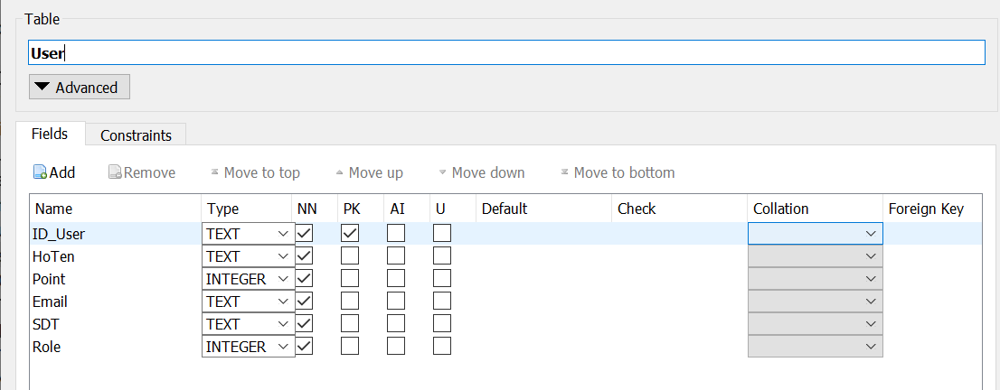 Table
User
Advanced
Fields Constraints
Add Remove Move to top Move up Move down Move to bottom
Name Type NN PK AI U Default Check Collation Foreign Key
ID_User TEXT
HoTen TEXT
Point INTEGER
Email TEXT
SDT TEXT
Role INTEGER